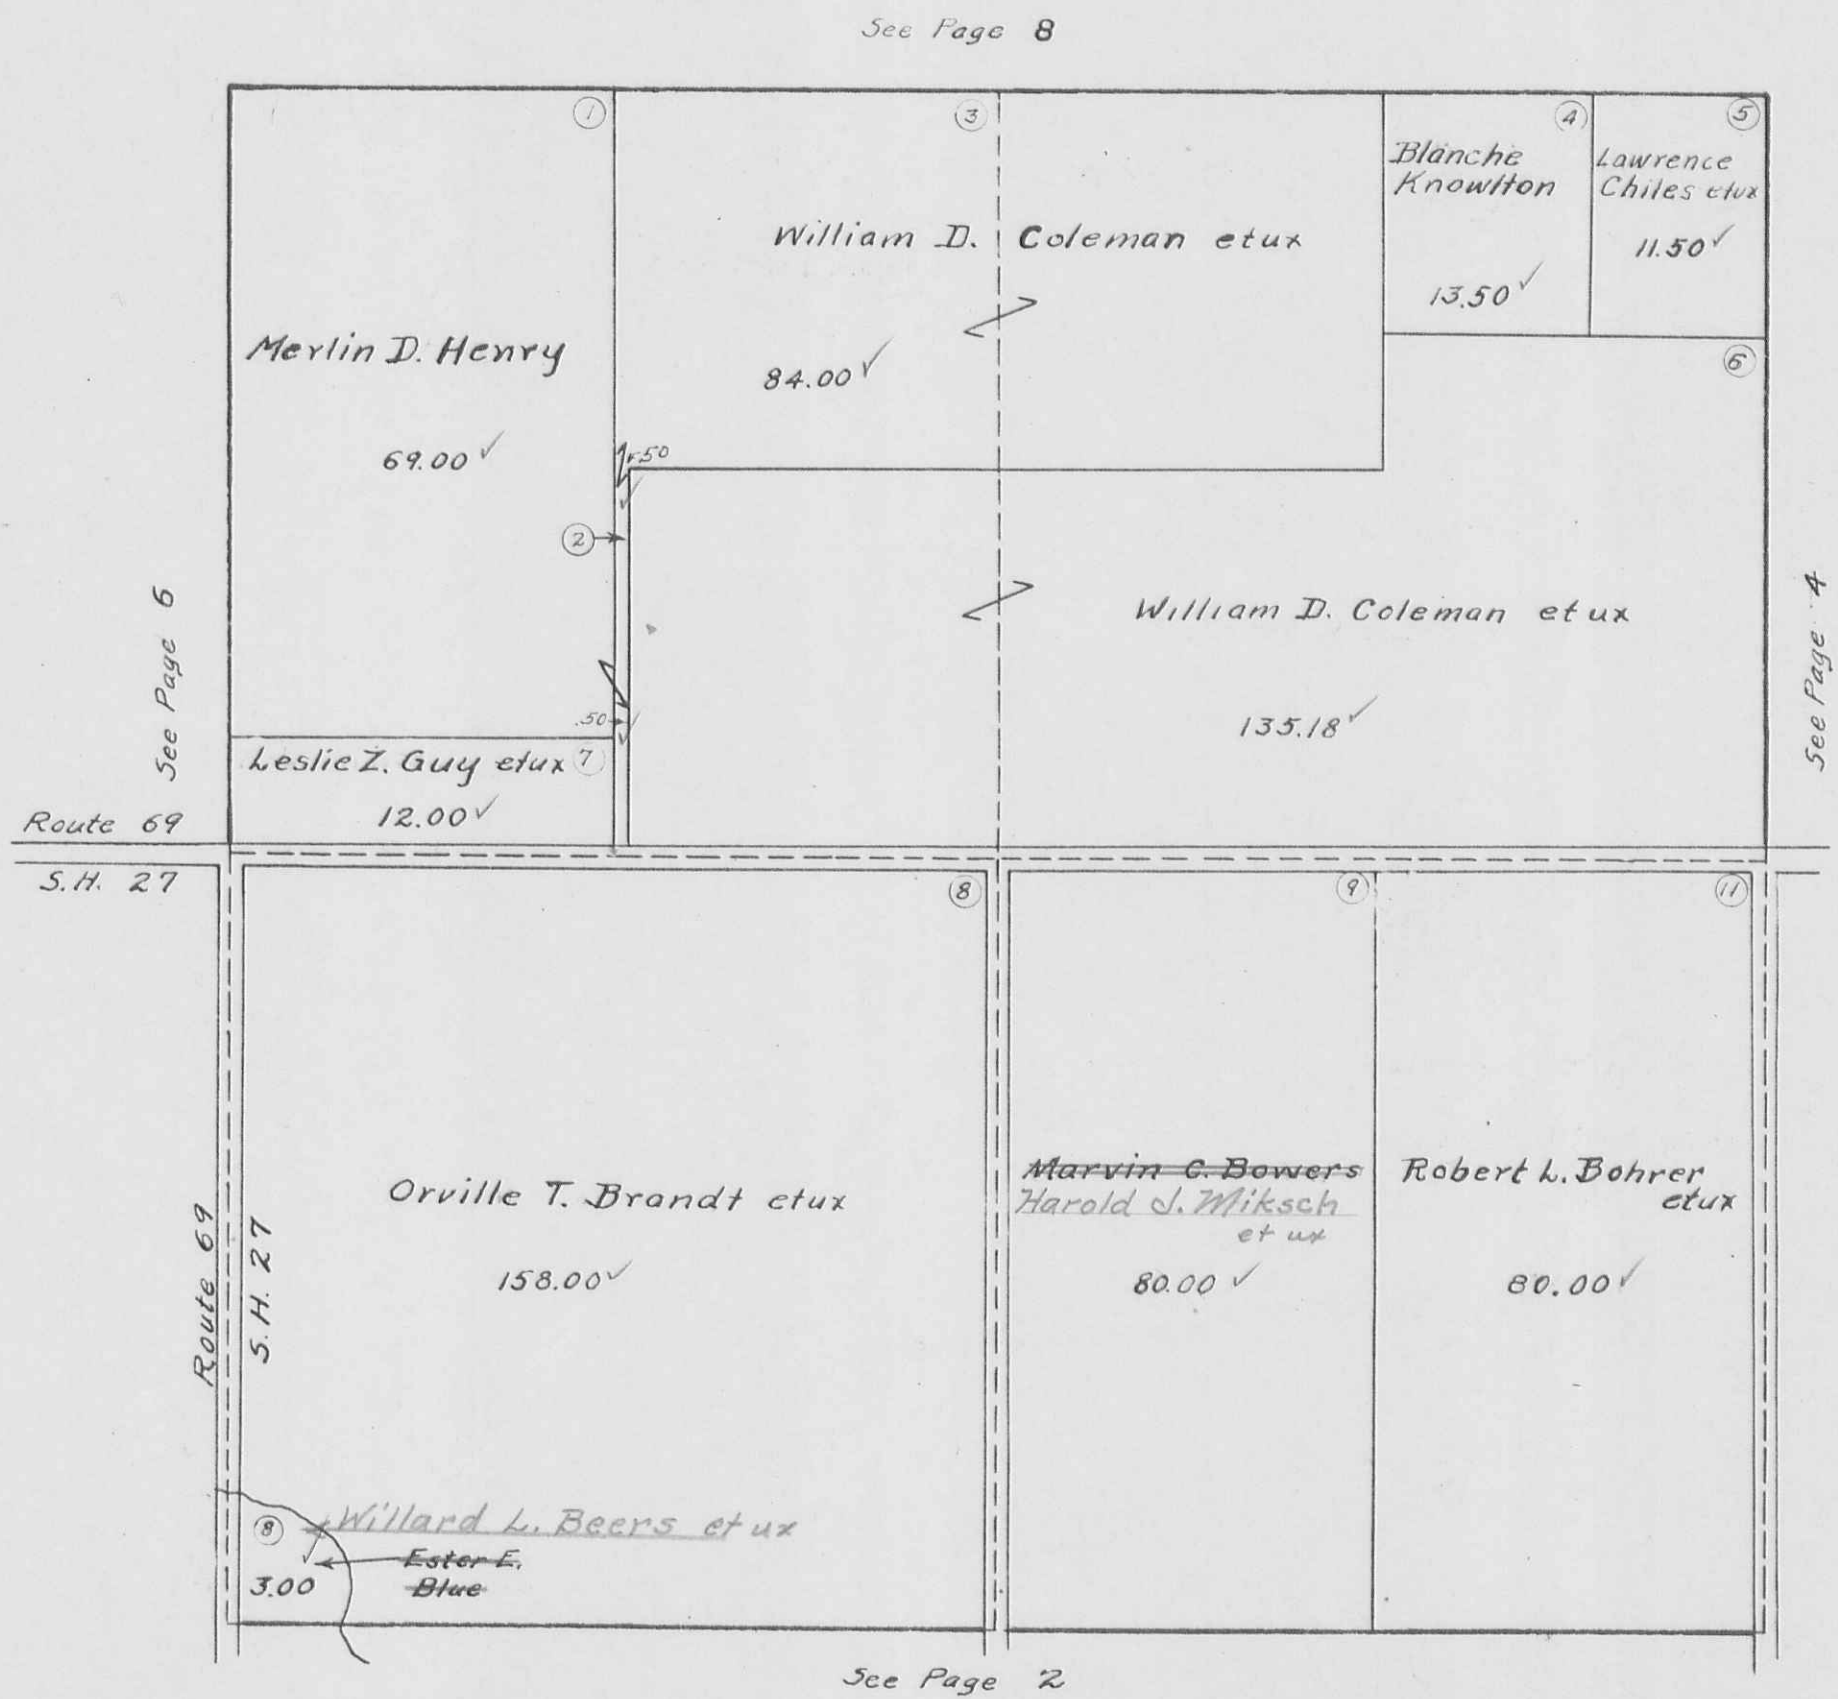 See Page 8
1
3
4
5
Blanche
Knowlton
13.50
Lawrence
Chiles etux
11.50
William D. Coleman etux
84.00
Merlin D. Henry
69.00
.50
2
6
William D. Coleman etux
135.18
.50
Leslie Z. Guy etux 7
12.00
See Page 6
See Page 4
Route 69
S.H. 27
8
9
11
Orville T. Brandt etux
158.00
Marvin C. Bowers
Harold J. Miksch
et ux
80.00
Robert L. Bohrer
etux
80.00
Route 69
S.H. 27
8
Willard L. Beers et ux
Ester E.
Blue
3.00
See Page 2